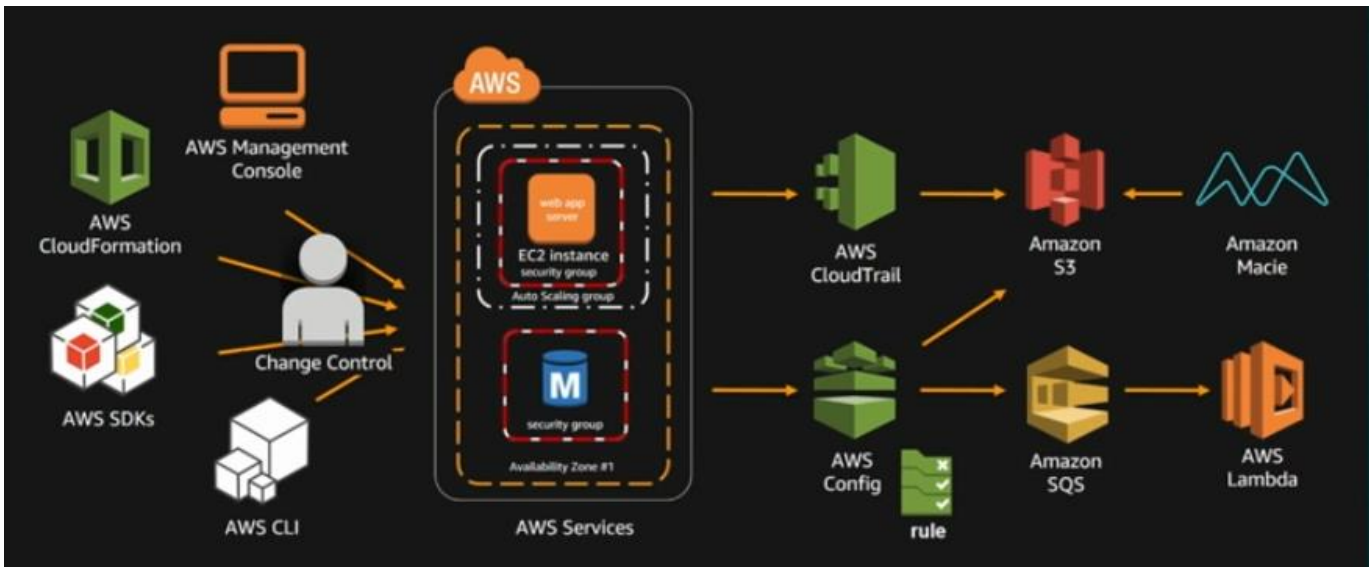 AWS Management
Console
AWS
CloudFormation
AWS SDKs
AWS CLI
Change Control
AWS
web app
server
EC2 instance
security group
Auto Scaling group
M
security group
Availability Zone #1
AWS Services
AWS
CloudTrail
Amazon
S3
Amazon
Macie
AWS
Config
rule
Amazon
SQS
AWS
Lambda